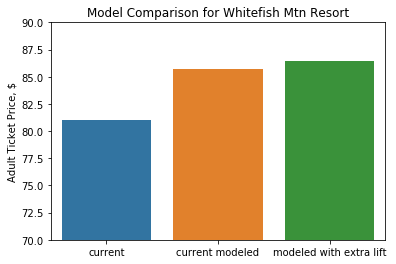 Model Comparison for Whitefish Mtn Resort
Adult Ticket Price, $
90.0
87.5
85.0
82.5
80.0
77.5
75.0
72.5
70.0
current
current modeled
modeled with extra lift